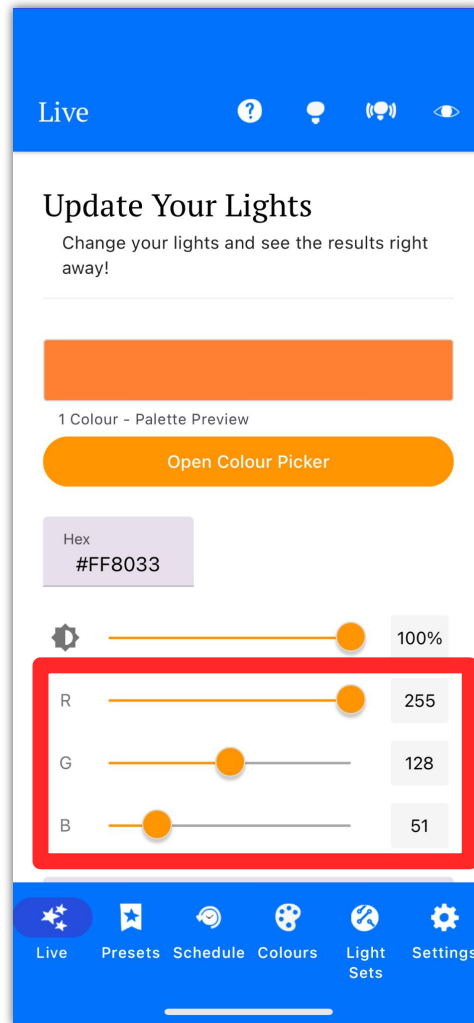 Live
?
Update Your Lights
Change your lights and see the results right
away!
1 Colour - Palette Preview
Open Colour Picker
Hex
#FF8033
100%
R 255
G 128
B 51
Live Presets Schedule Colours Light Settings
Sets